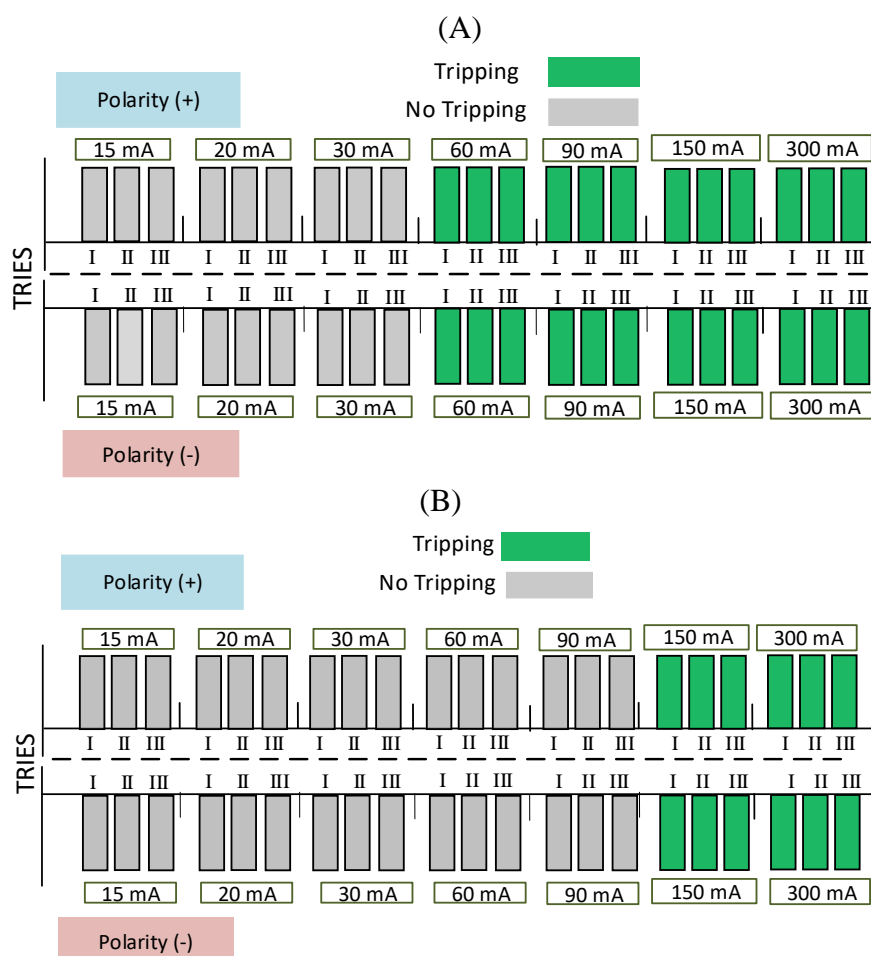 (A)
Tripping
Polarity (+)
No Tripping
15 mA 20 mA 30 mA 60 mA 90 mA 150 mA 300 mA
TRIES
I II III I II III I II III I II III I II III I II III I II III
I II III I II III I II III I II III I II III I II III I II III
15 mA 20 mA 30 mA 60 mA 90 mA 150 mA 300 mA
Polarity (-)
(B)
Tripping
Polarity (+)
No Tripping
15 mA 20 mA 30 mA 60 mA 90 mA 150 mA 300 mA
TRIES
I II III I II III I II III I II III I II III I II III I II III
I II III I II III I II III I II III I II III I II III I II III
15 mA 20 mA 30 mA 60 mA 90 mA 150 mA 300 mA
Polarity (-)